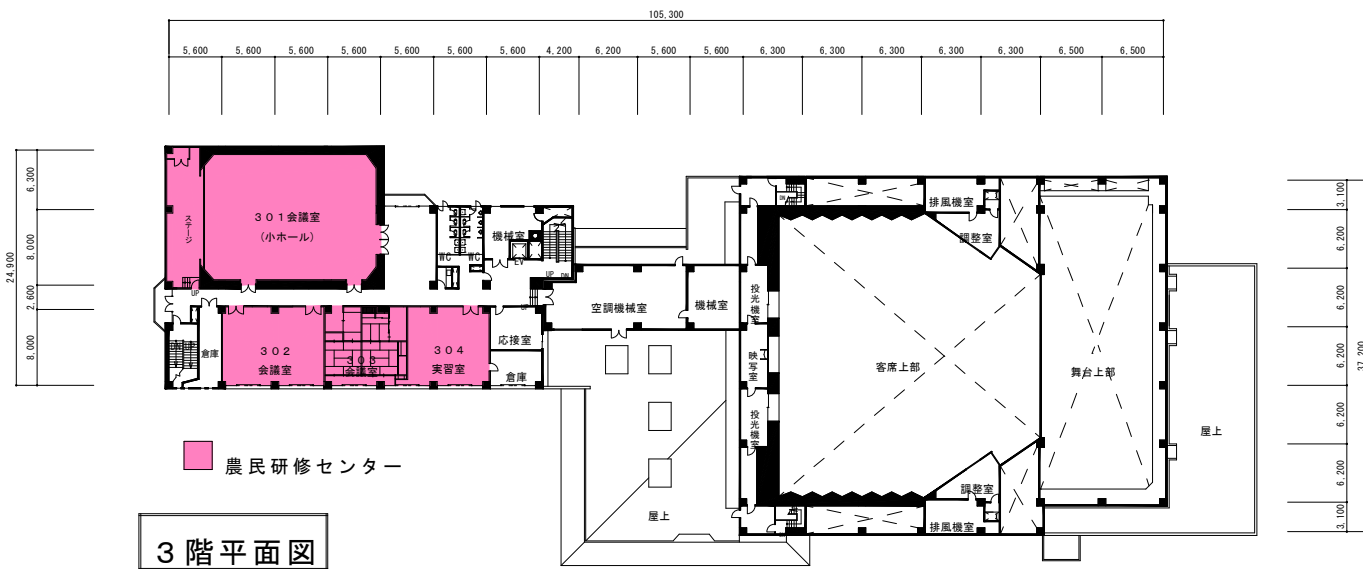 105,300
5,600 5,600 5,600 5,600 5,600 5,600 5,600 4,200 6,200 5,600 5,600 6,300 6,300 6,300 6,300 6,300 6,500 6,500
24,900
6,300
8,000
2,600
8,000
37,200
3,100
6,200
6,200
6,200
6,200
6,200
3,100
ステージ
301会議室
(小ホール)
UP
WC
WC
機械室
EV
UP
DN
UP
倉庫
302
会議室
303
会議室
304
実習室
応接室
倉庫
空調機械室
機械室
投光機室
映写室
投光機室
DN
排風機室
調整室
客席上部
舞台上部
調整室
排風機室
屋上
屋上
農民研修センター
3階平面図